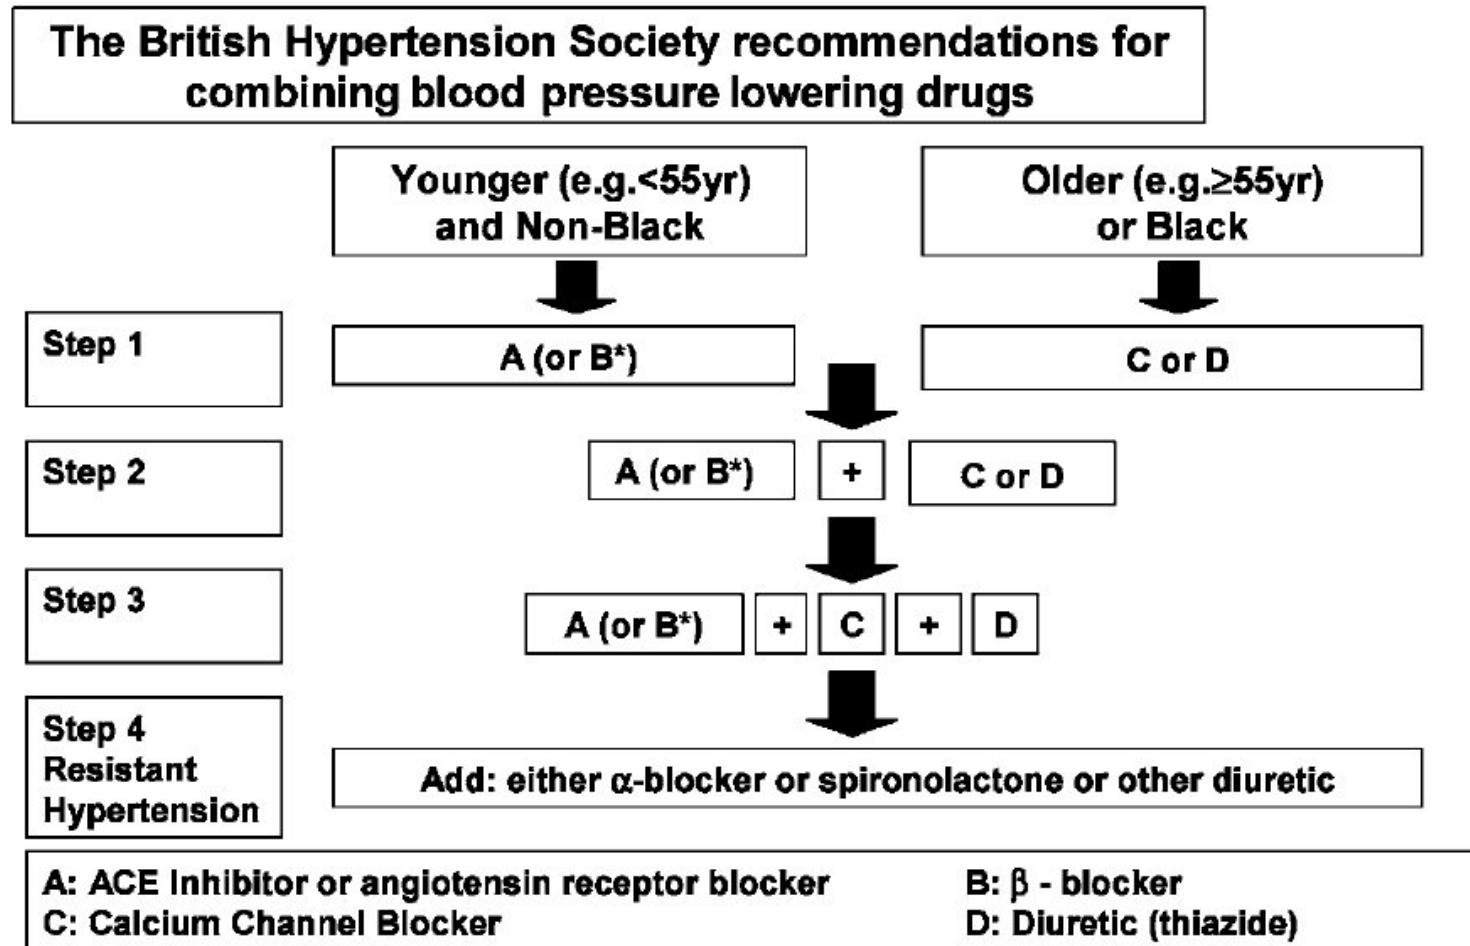 The British Hypertension Society recommendations for
combining blood pressure lowering drugs
Younger (e.g.<55yr)
and Non-Black
Older (e.g.≥55yr)
or Black
Step 1
A (or B*)
C or D
Step 2
A (or B*)
+
C or D
Step 3
A (or B*)
+
C
+
D
Step 4
Resistant
Hypertension
Add: either α-blocker or spironolactone or other diuretic
A: ACE Inhibitor or angiotensin receptor blocker
B: β - blocker
C: Calcium Channel Blocker
D: Diuretic (thiazide)